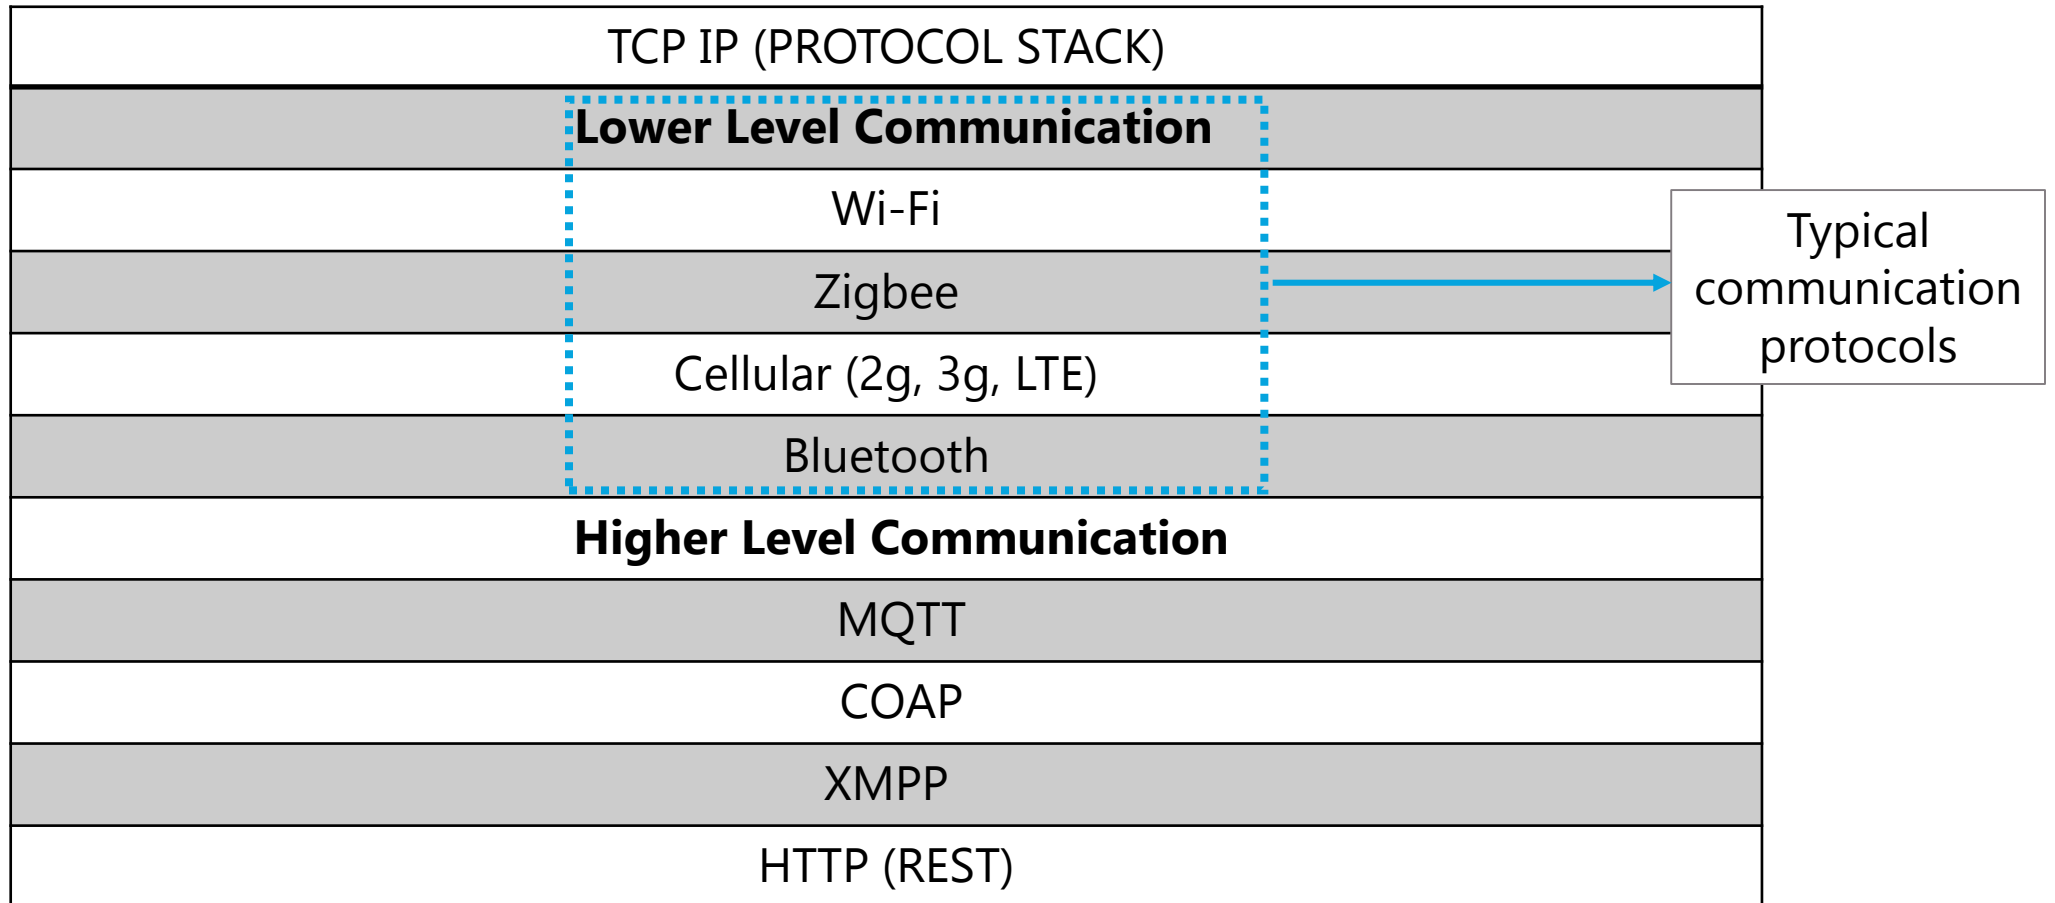 TCP IP (PROTOCOL STACK)
Lower Level Communication
Wi-Fi
Zigbee
Cellular (2g, 3g, LTE)
Bluetooth
Higher Level Communication
MQTT
COAP
XMPP
HTTP (REST)
Typical
communication
protocols